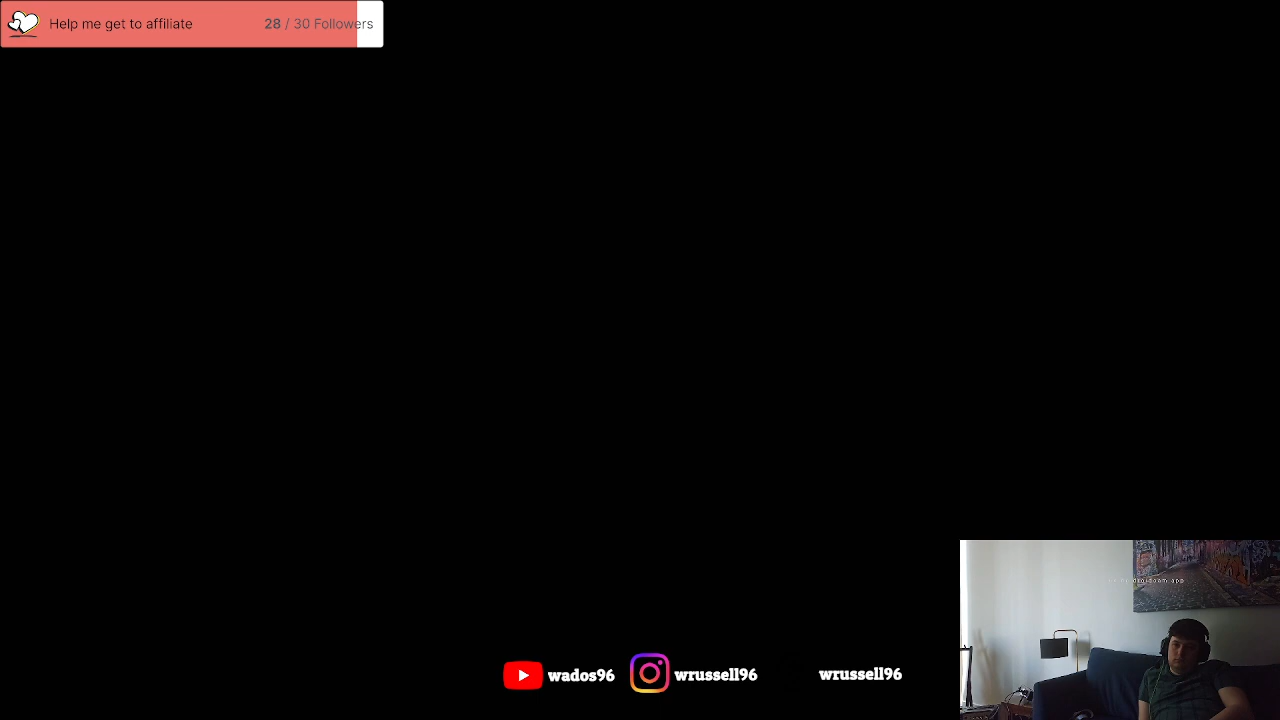 Help me get to affiliate
28 / 30 Followers
wados96
wrussell96
wrussell96